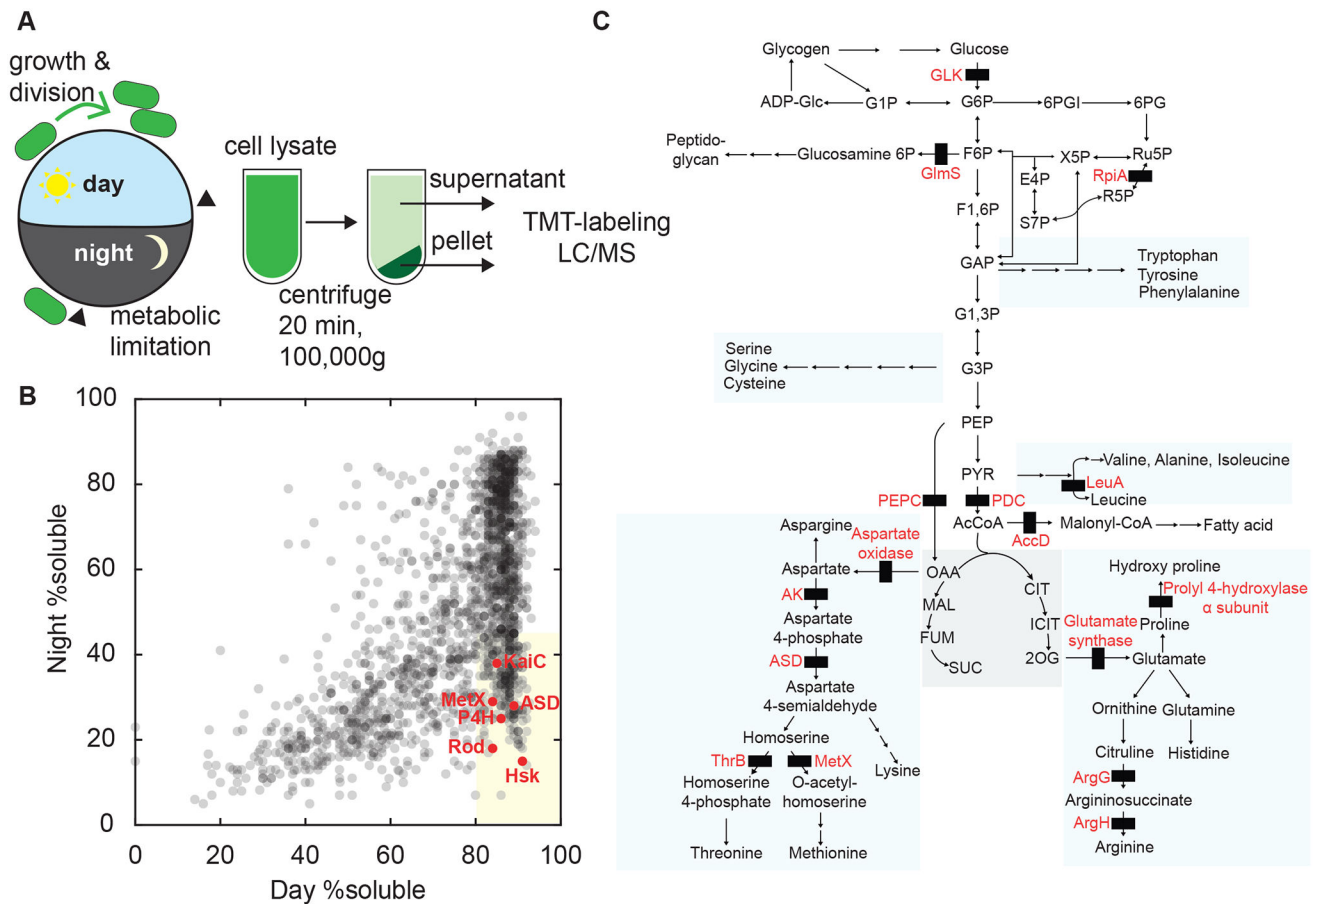 A
growth &
division
day
night
metabolic
limitation
cell lysate
centrifuge
20 min,
100,000g
supernatant
pellet
TMT-labeling
LC/MS
B
Night %soluble
100
80
60
40
20
0
0
20
40
60
80
100
Day %soluble
KaiC
MetX
ASD
P4H
Rod
Hsk
C
Glycogen
Glucose
GLK
ADP-Glc
G1P
G6P
6PGI
6PG
Peptido-
glycan
Glucosamine 6P
GlmS
F6P
X5P
Ru5P
E4P
RpiA
R5P
S7P
F1,6P
GAP
Tryptophan
Tyrosine
Phenylalanine
G1,3P
Serine
Glycine
Cysteine
G3P
PEP
PYR
Valine, Alanine, Isoleucine
LeuA
Leucine
PEPC
PDC
AcCoA
Malonyl-CoA
Fatty acid
AccD
Aspargine
Aspartate
oxidase
Aspartate
OAA
AK
Aspartate
4-phosphate
ASD
Aspartate
4-semialdehyde
Homoserine
ThrB
MetX
Lysine
Homoserine
4-phosphate
O-acetyl-
homoserine
Threonine
Methionine
MAL
FUM
SUC
CIT
ICIT
2OG
Glutamate
synthase
Hydroxy proline
Prolyl 4-hydroxylase
α subunit
Proline
Glutamate
Ornithine
Glutamine
Citruline
Histidine
ArgG
Argininosuccinate
ArgH
Arginine